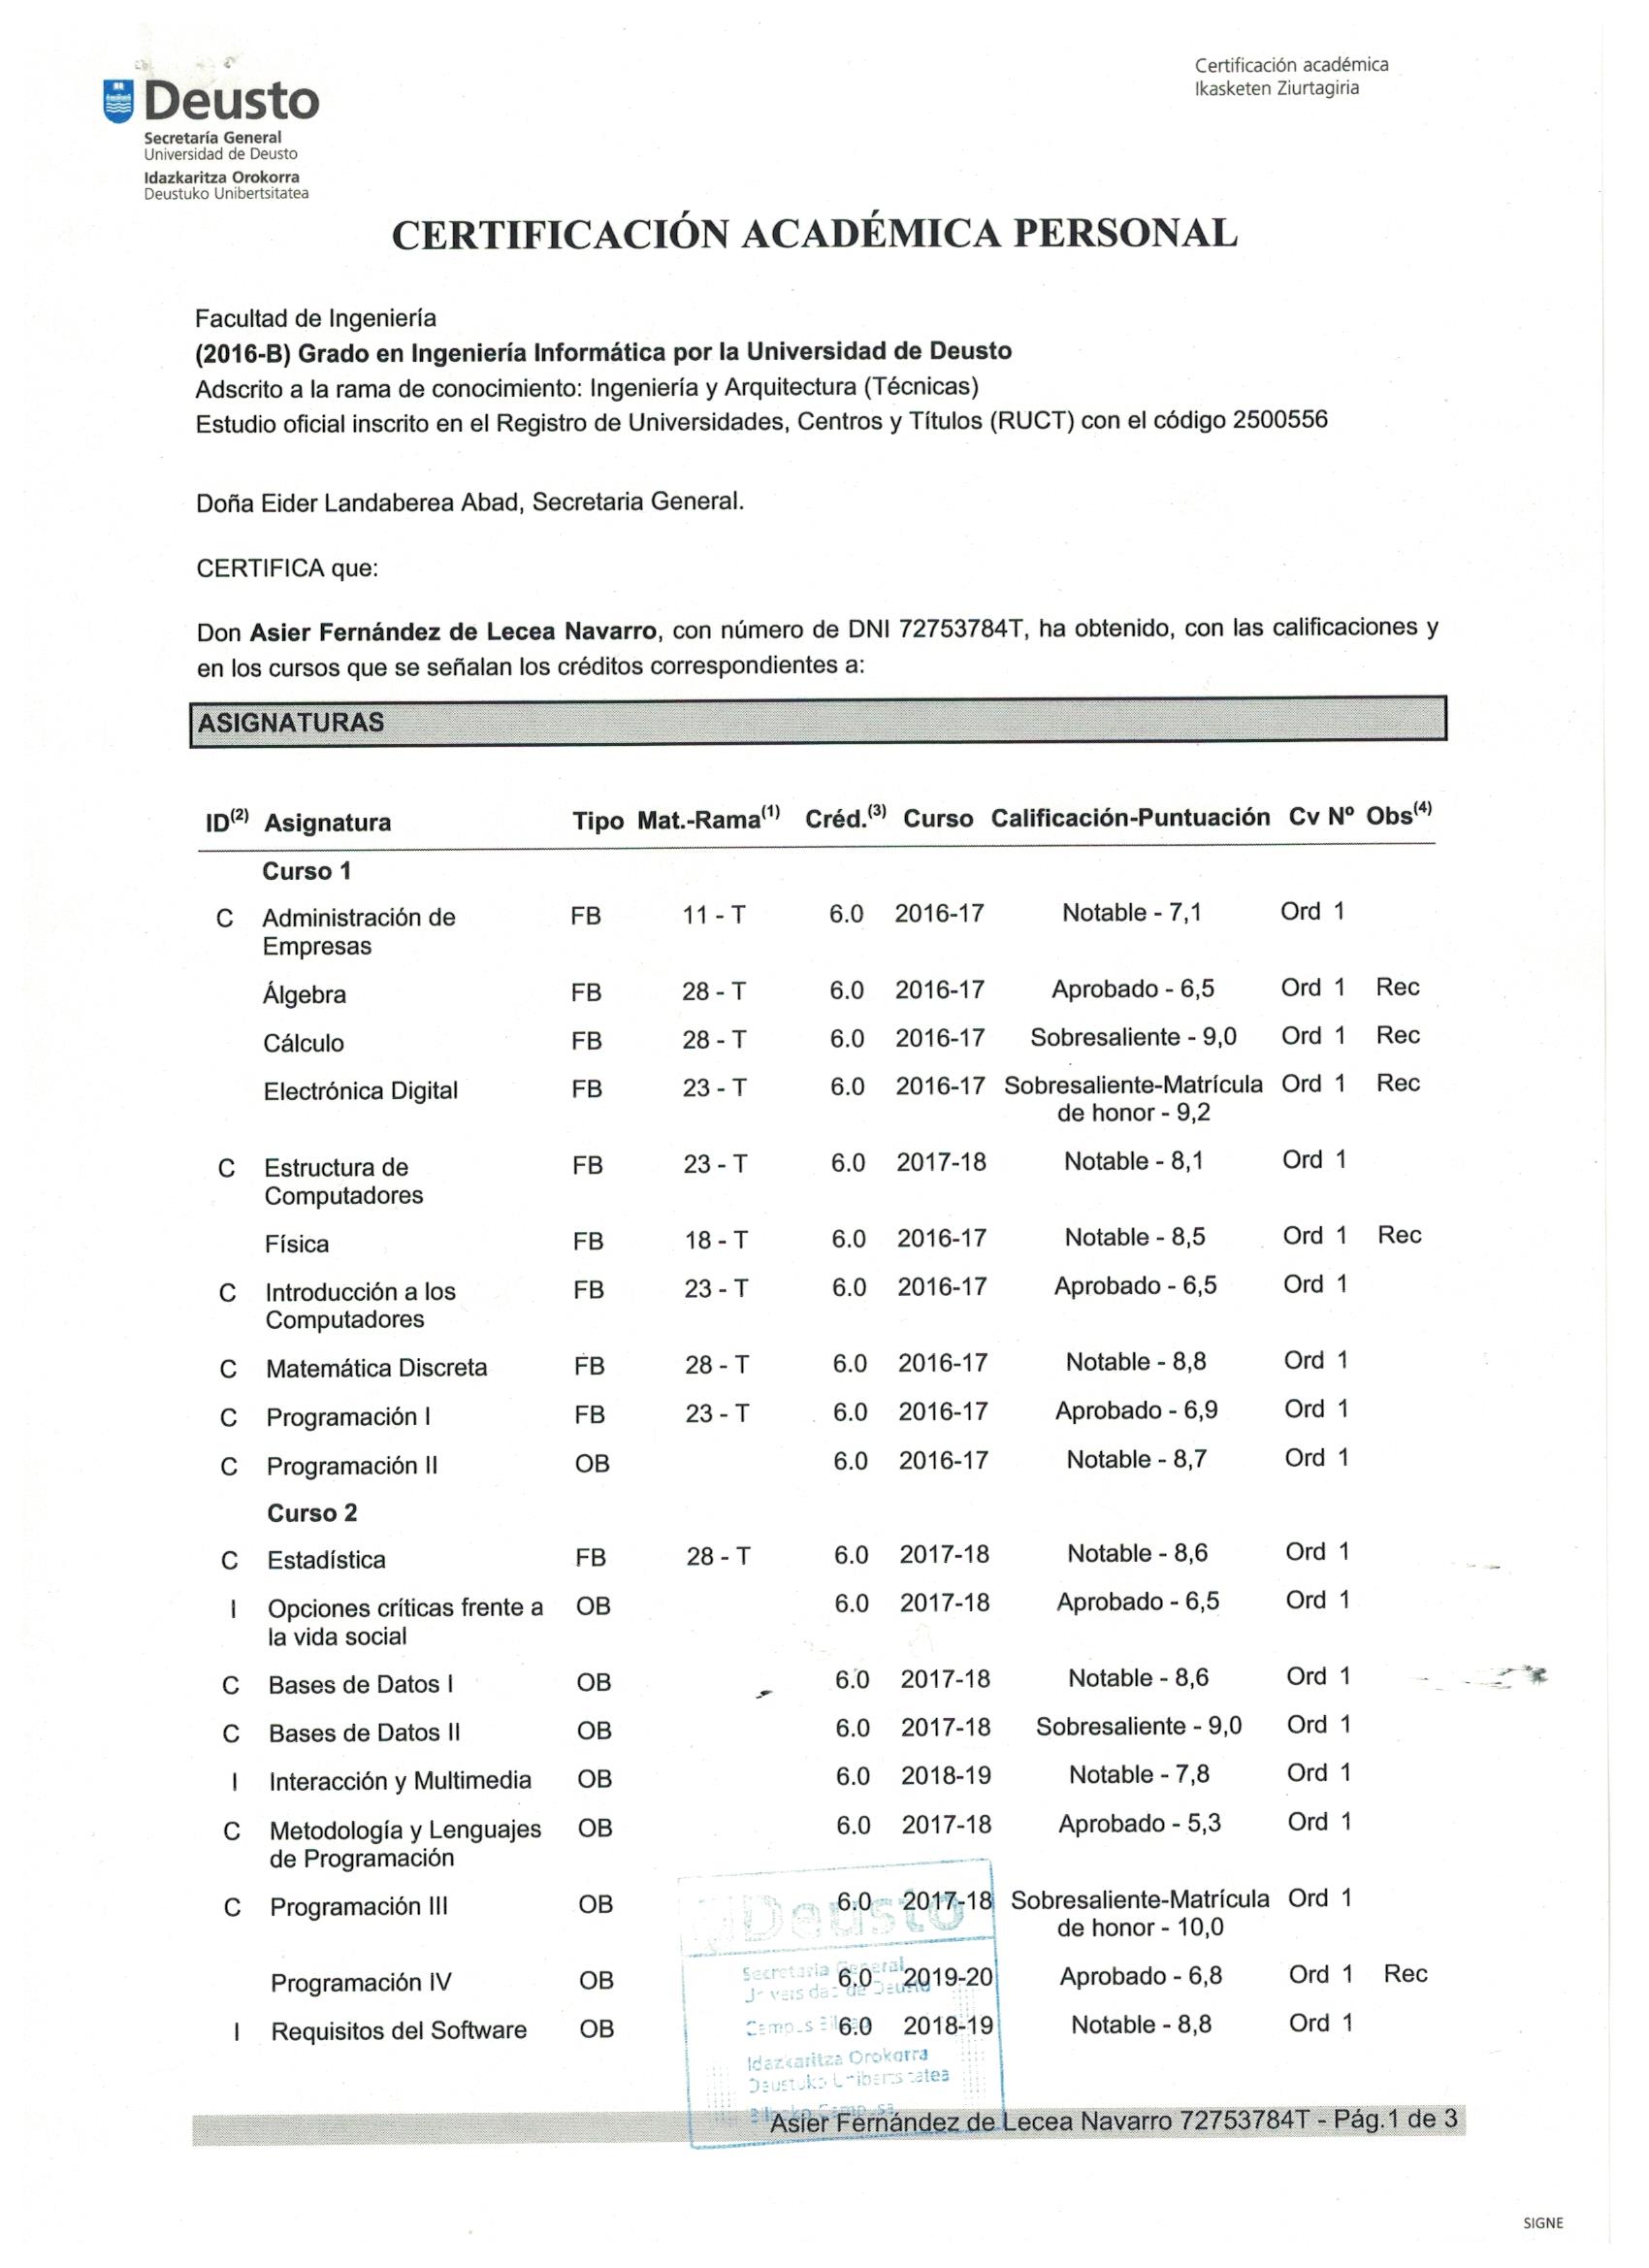 Deusto
Secretaría General
Universidad de Deusto
Idazkaritza Orokorra
Deustuko Unibertsitatea
Certificación académica
Ikasketen Ziurtagiria
CERTIFICACIÓN ACADÉMICA PERSONAL
Facultad de Ingeniería
(2016-B) Grado en Ingeniería Informática por la Universidad de Deusto
Adscrito a la rama de conocimiento: Ingeniería y Arquitectura (Técnicas)
Estudio oficial inscrito en el Registro de Universidades, Centros y Títulos (RUCT) con el código 2500556
Doña Eider Landaberea Abad, Secretaria General.
CERTIFICA que:
Don Asier Fernández de Lecea Navarro, con número de DNI 72753784T, ha obtenido, con las calificaciones y
en los cursos que se señalan los créditos correspondientes a:
ASIGNATURAS
ID(2) Asignatura Tipo Mat.-Rama(1) Créd.(3) Curso Calificación-Puntuación Cv Nº Obs(4)
Curso 1
C Administración de FB 11 - T 6.0 2016-17 Notable - 7,1 Ord 1
Empresas
Álgebra FB 28 - T 6.0 2016-17 Aprobado - 6,5 Ord 1 Rec
Cálculo FB 28 - T 6.0 2016-17 Sobresaliente - 9,0 Ord 1 Rec
Electrónica Digital FB 23 - T 6.0 2016-17 Sobresaliente-Matrícula Ord 1 Rec
de honor - 9,2
C Estructura de FB 23 - T 6.0 2017-18 Notable - 8,1 Ord 1
Computadores
Física FB 18 - T 6.0 2016-17 Notable - 8,5 Ord 1 Rec
C Introducción a los FB 23 - T 6.0 2016-17 Aprobado - 6,5 Ord 1
Computadores
C Matemática Discreta FB 28 - T 6.0 2016-17 Notable - 8,8 Ord 1
C Programación I FB 23 - T 6.0 2016-17 Aprobado - 6,9 Ord 1
C Programación II OB 6.0 2016-17 Notable - 8,7 Ord 1
Curso 2
C Estadística FB 28 - T 6.0 2017-18 Notable - 8,6 Ord 1
I Opciones críticas frente a OB 6.0 2017-18 Aprobado - 6,5 Ord 1
la vida social
C Bases de Datos I OB 6.0 2017-18 Notable - 8,6 Ord 1
C Bases de Datos II OB 6.0 2017-18 Sobresaliente - 9,0 Ord 1
I Interacción y Multimedia OB 6.0 2018-19 Notable - 7,8 Ord 1
C Metodología y Lenguajes OB 6.0 2017-18 Aprobado - 5,3 Ord 1
de Programación
C Programación III OB 6.0 2017-18 Sobresaliente-Matrícula Ord 1
de honor - 10,0
Programación IV OB 6.0 2019-20 Aprobado - 6,8 Ord 1 Rec
I Requisitos del Software OB 6.0 2018-19 Notable - 8,8 Ord 1
Deusto
Secretaría General
Idazkaritza Orokorra
Asier Fernández de Lecea Navarro 72753784T - Pág.1 de 3
SIGNE